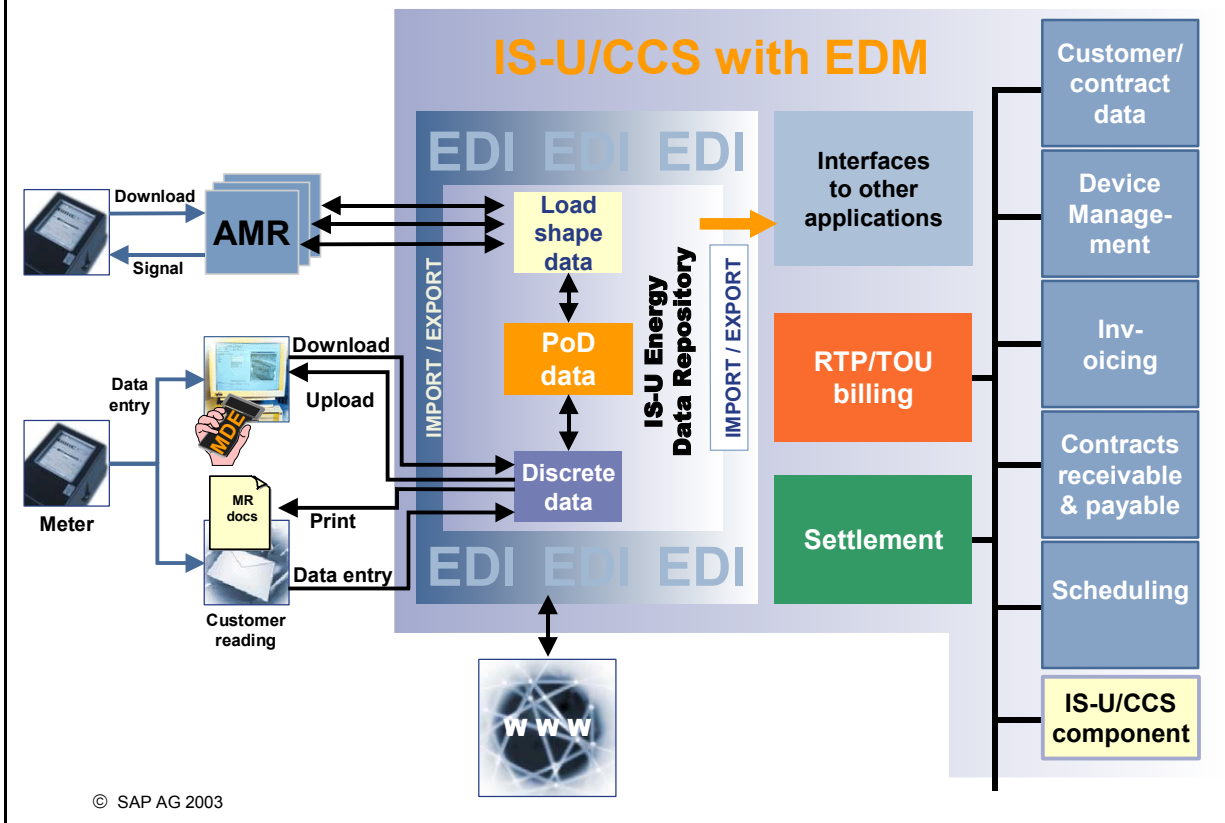 IS-U/CCS with EDM
EDI EDI EDI
Download
AMR
Signal
Load
shape
data
PoD
data
Discrete
data
IMPORT / EXPORT
IS-U Energy
Data Repository
IMPORT / EXPORT
Interfaces
to other
applications
RTP/TOU
billing
Settlement
Customer/
contract
data
Device
Manage-
ment
Inv-
oicing
Contracts
receivable
& payable
Scheduling
IS-U/CCS
component
Data
entry
Download
Upload
MDE
Meter
MR
docs
Print
Data entry
Customer
reading
EDI EDI EDI
W W W
© SAP AG 2003